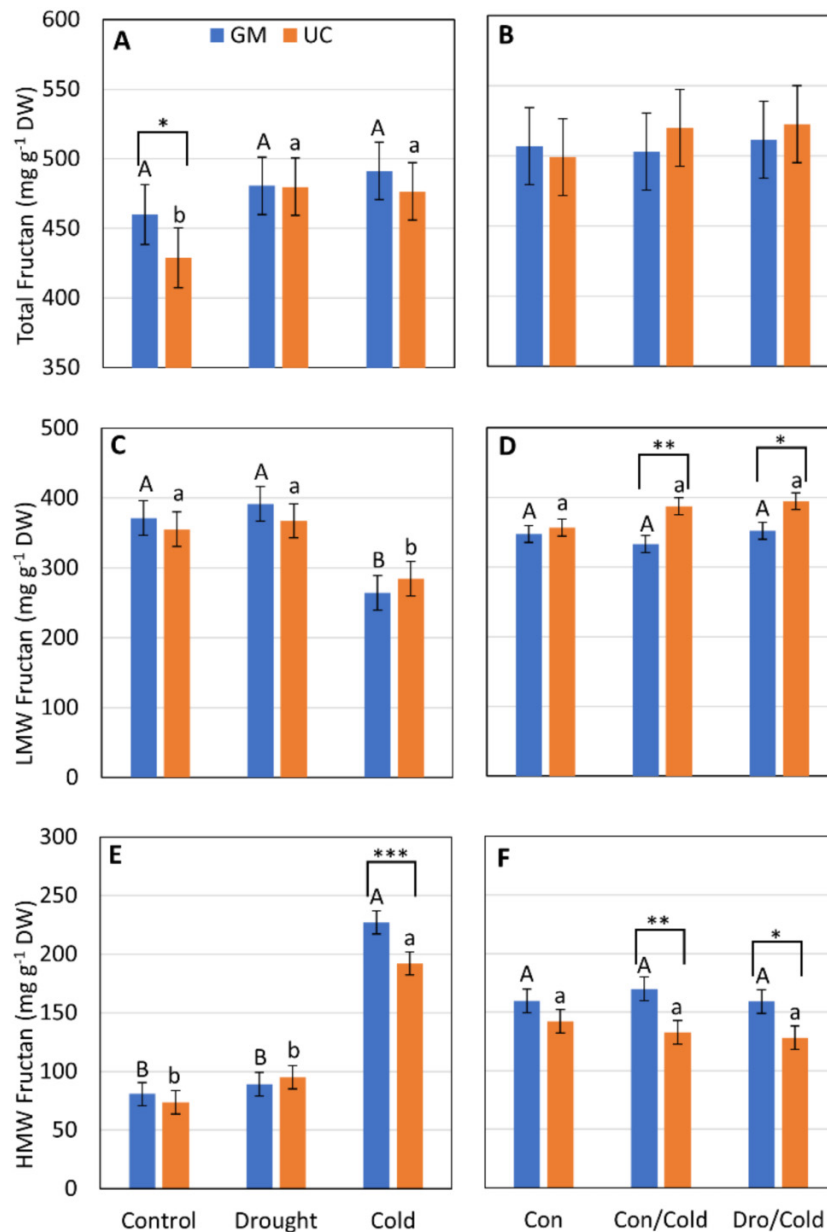 600
550
500
450
400
350
Total Fructan (mg g⁻¹ DW)
A
GM
UC
*
A
b
A
a
A
a
B
500
400
300
200
100
0
LMW Fructan (mg g⁻¹ DW)
C
A
a
A
a
B
b
D
A
a
**
A
a
*
A
a
300
250
200
150
100
50
0
HMW Fructan (mg g⁻¹ DW)
E
B
b
B
b
***
A
a
F
A
a
**
A
a
*
A
a
Control Drought Cold
Con Con/Cold Dro/Cold